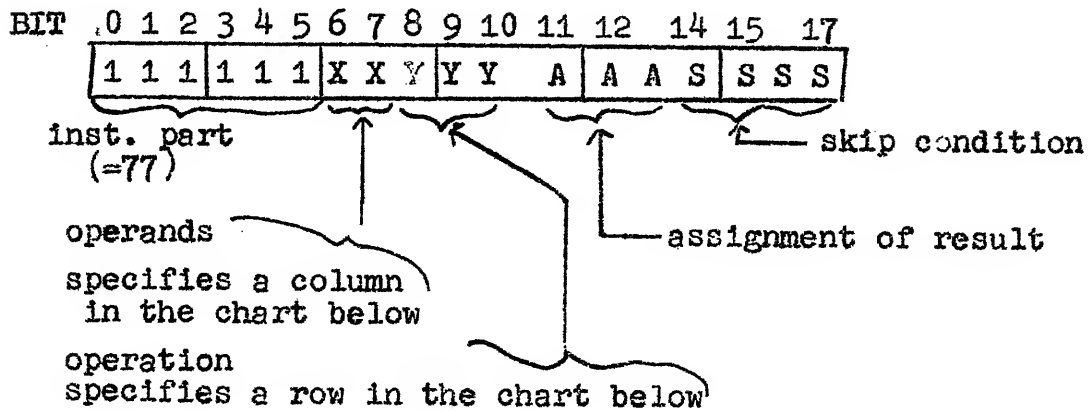 BIT 0 1 2 3 4 5 6 7 8 9 10 11 12 14 15 17
1 1 1 1 1 1 X X Y Y Y A A A S S S S
inst. part
(=77)
skip condition
operands
assignment of result
specifies a column
in the chart below
operation
specifies a row in the chart below